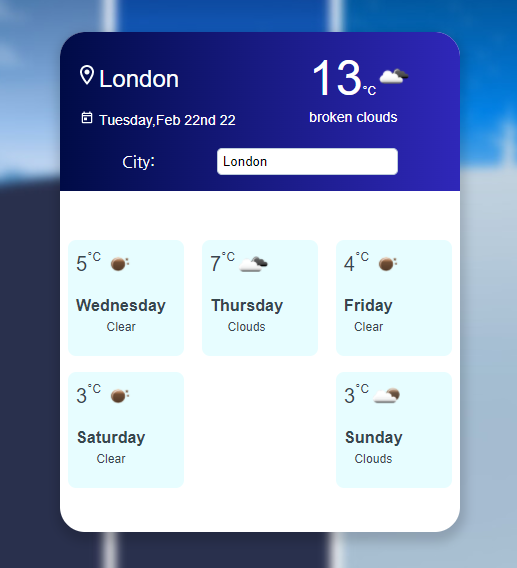 London
13°C
Tuesday,Feb 22nd 22
broken clouds
City:
London
5°C
Wednesday
Clear
7°C
Thursday
Clouds
4°C
Friday
Clear
3°C
Saturday
Clear
3°C
Sunday
Clouds